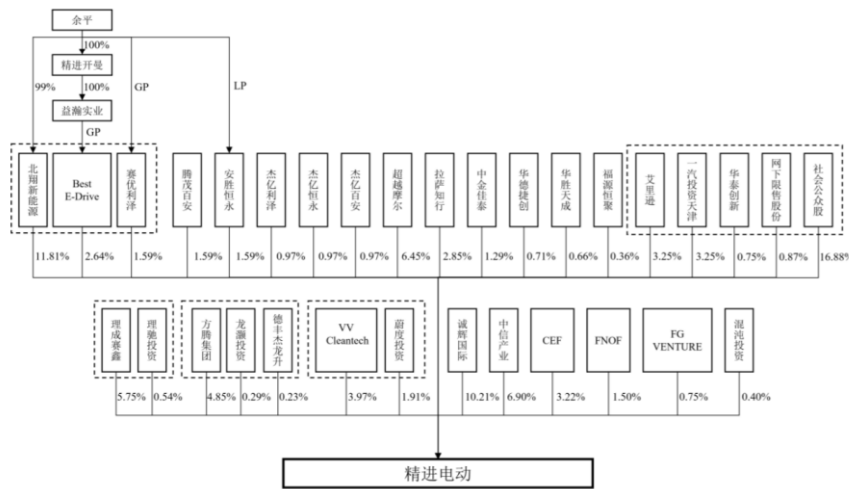 余平
100%
精进开曼
99%
100%
GP
LP
益瀚实业
GP
北翔新能源
Best
E-Drive
赛优利泽
腾茂百安
安胜恒永
杰亿利泽
杰亿恒永
杰亿百安
超越摩尔
拉萨知行
中金佳泰
华德捷创
华胜天成
福源恒聚
艾里逊
一汽投资天津
华泰创新
网下限售股份
社会公众股
11.81%
2.64%
1.59%
1.59%
1.59%
0.97%
0.97%
0.97%
6.45%
2.85%
1.29%
0.71%
0.66%
0.36%
3.25%
3.25%
0.75%
0.87%
16.88%
理成赛鑫
理驰投资
方腾集团
龙灏投资
德丰杰龙升
VV
Cleantech
蔚度投资
诚辉国际
中信产业
CEF
FNOF
FG
VENTURE
混沌投资
5.75%
0.54%
4.85%
0.29%
0.23%
3.97%
1.91%
10.21%
6.90%
3.22%
1.50%
0.75%
0.40%
精进电动